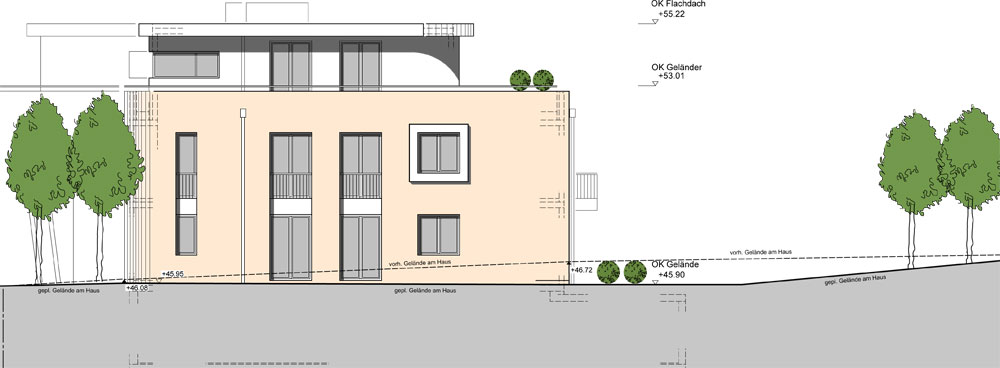 OK Flachdach
+55.22
OK Geländer
+53.01
vorh. Gelände am Haus
vorh. Gelände am Haus
OK Gelände
+45.90
+46.72
+45.95
+46.08
gepl. Gelände am Haus
gepl. Gelände am Haus
gepl. Gelände am Haus